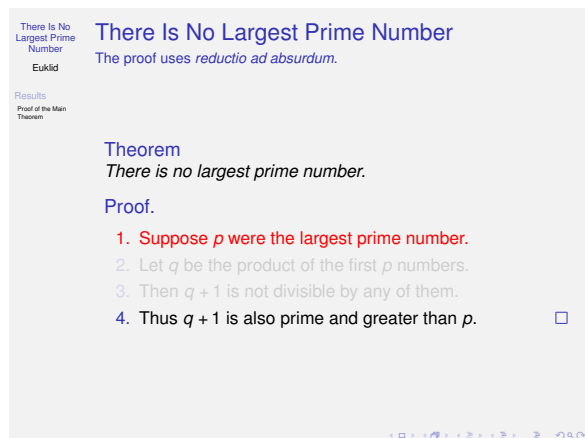 There Is No
Largest Prime
Number
Euklid
Results
Proof of the Main
Theorem
There Is No Largest Prime Number
The proof uses reductio ad absurdum.
Theorem
There is no largest prime number.
Proof.
1. Suppose p were the largest prime number.
2. Let q be the product of the first p numbers.
3. Then q + 1 is not divisible by any of them.
4. Thus q + 1 is also prime and greater than p. □